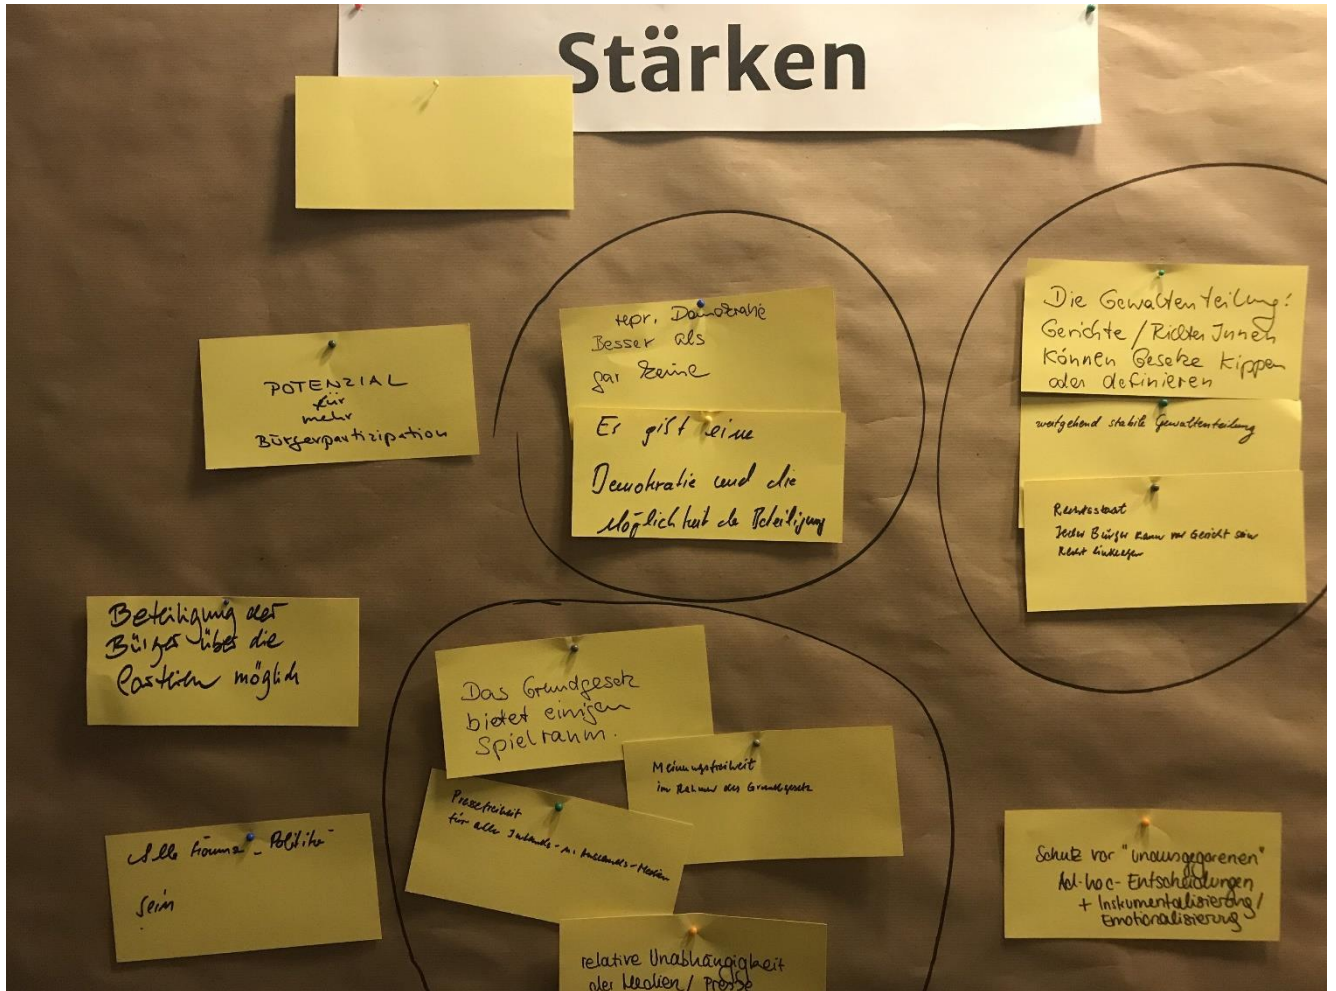 Stärken
POTENZIAL
für
mehr
Bürgerpartizipation
repr. Demokratie
Besser als
gar keine
Es gibt eine
Demokratie und die
Möglichkeit der Beteiligung
Die Gewaltenteilung:
Gerichte/RichterInnen
können Gesetze kippen
oder definieren
weitgehend stabile Gewaltenteilung
Rechtsstaat
Jeder Bürger kann vor Gericht sein
Recht einklagen
Beteiligung der
Bürger über die
Parteien möglich
Das Grundgesetz
bietet einigen
Spielraum.
Meinungsfreiheit
im Rahmen des Grundgesetz
Pressefreiheit
für alle Inlands- Auslands-Medien
relative Unabhängigkeit
der Medien / Presse
Alle Politiker
sein
Schutz vor "unausgegorenen"
Ad-hoc-Entscheidungen
+ Instrumentalisierung/
Emotionalisierung